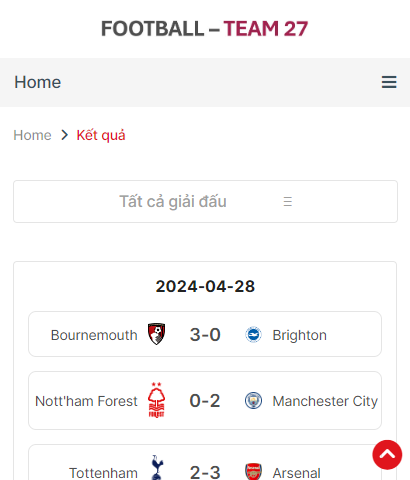 FOOTBALL – TEAM 27
Home
Home > Kết quả
Tất cả giải đấu
2024-04-28
Bournemouth 3-0 Brighton
Nott'ham Forest 0-2 Manchester City
Tottenham 2-3 Arsenal